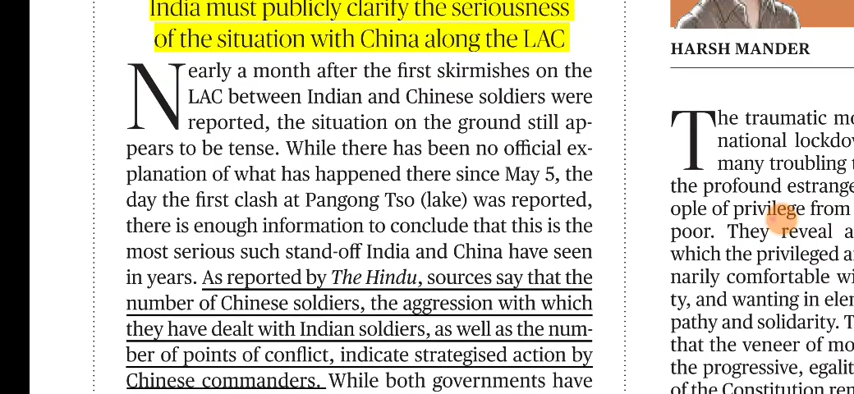 India must publicly clarify the seriousness
of the situation with China along the LAC
Nearly a month after the first skirmishes on the
LAC between Indian and Chinese soldiers were
reported, the situation on the ground still ap-
pears to be tense. While there has been no official ex-
planation of what has happened there since May 5, the
day the first clash at Pangong Tso (lake) was reported,
there is enough information to conclude that this is the
most serious such stand-off India and China have seen
in years. As reported by The Hindu, sources say that the
number of Chinese soldiers, the aggression with which
they have dealt with Indian soldiers, as well as the num-
ber of points of conflict, indicate strategised action by
Chinese commanders. While both governments have
HARSH MANDER
The traumatic
national
many troubling
the profound estrange
ople of privilege from
poor. They reveal a
which the privileged
narily comfortable
ty, and wanting in
pathy and solidarity.
that the veneer of
the progressive,
of the Constitution